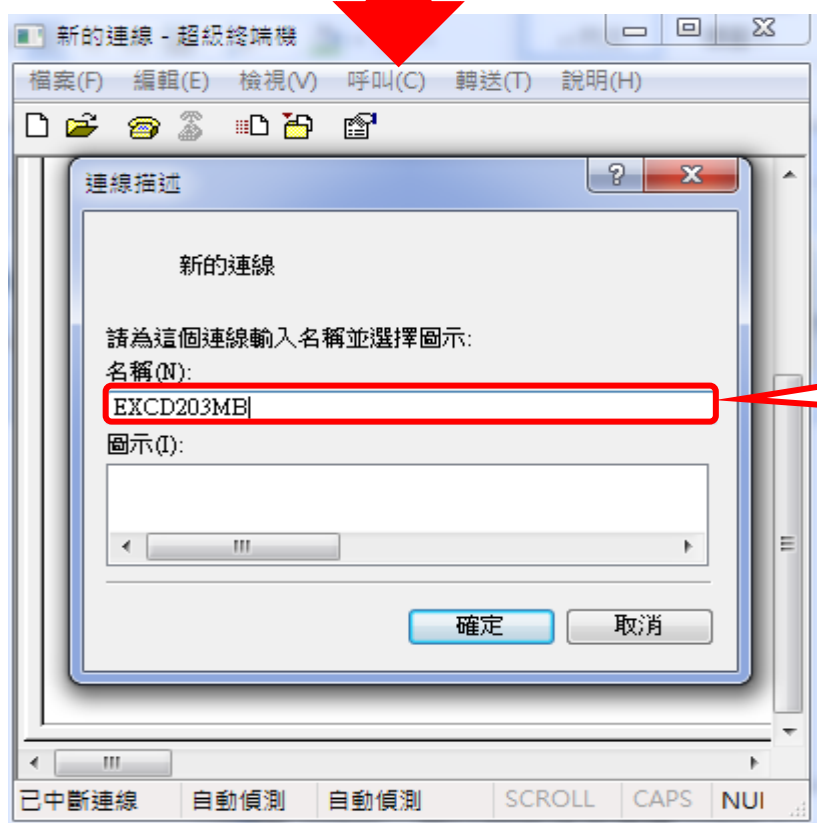 新的連線 - 超級終端機
檔案(F) 編輯(E) 檢視(V) 呼叫(C) 轉送(T) 說明(H)
連線描述
新的連線
請為這個連線輸入名稱並選擇圖示:
名稱(N):
EXCD203MB
圖示(I):
確定 取消
已中斷連線 自動偵測 自動偵測 SCROLL CAPS NUI